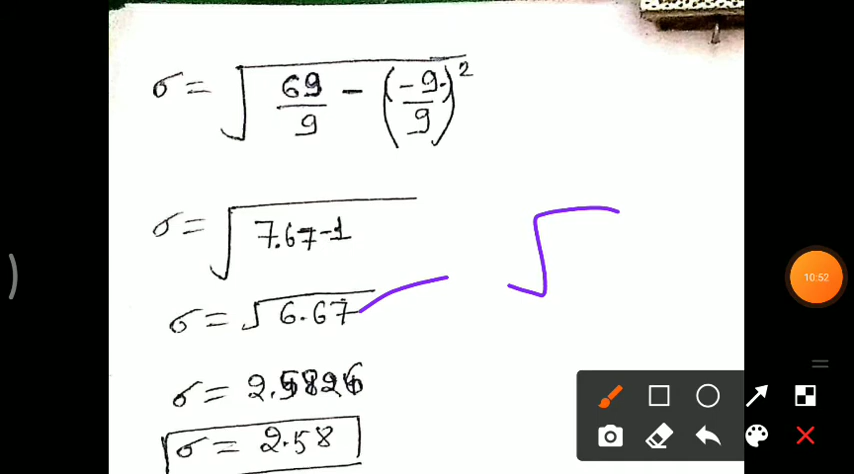 σ = √ 69/9 - (-9/9)²
σ = √ 7.67-1
σ = √ 6.67
σ = 2.5826
σ = 2.58
10:52